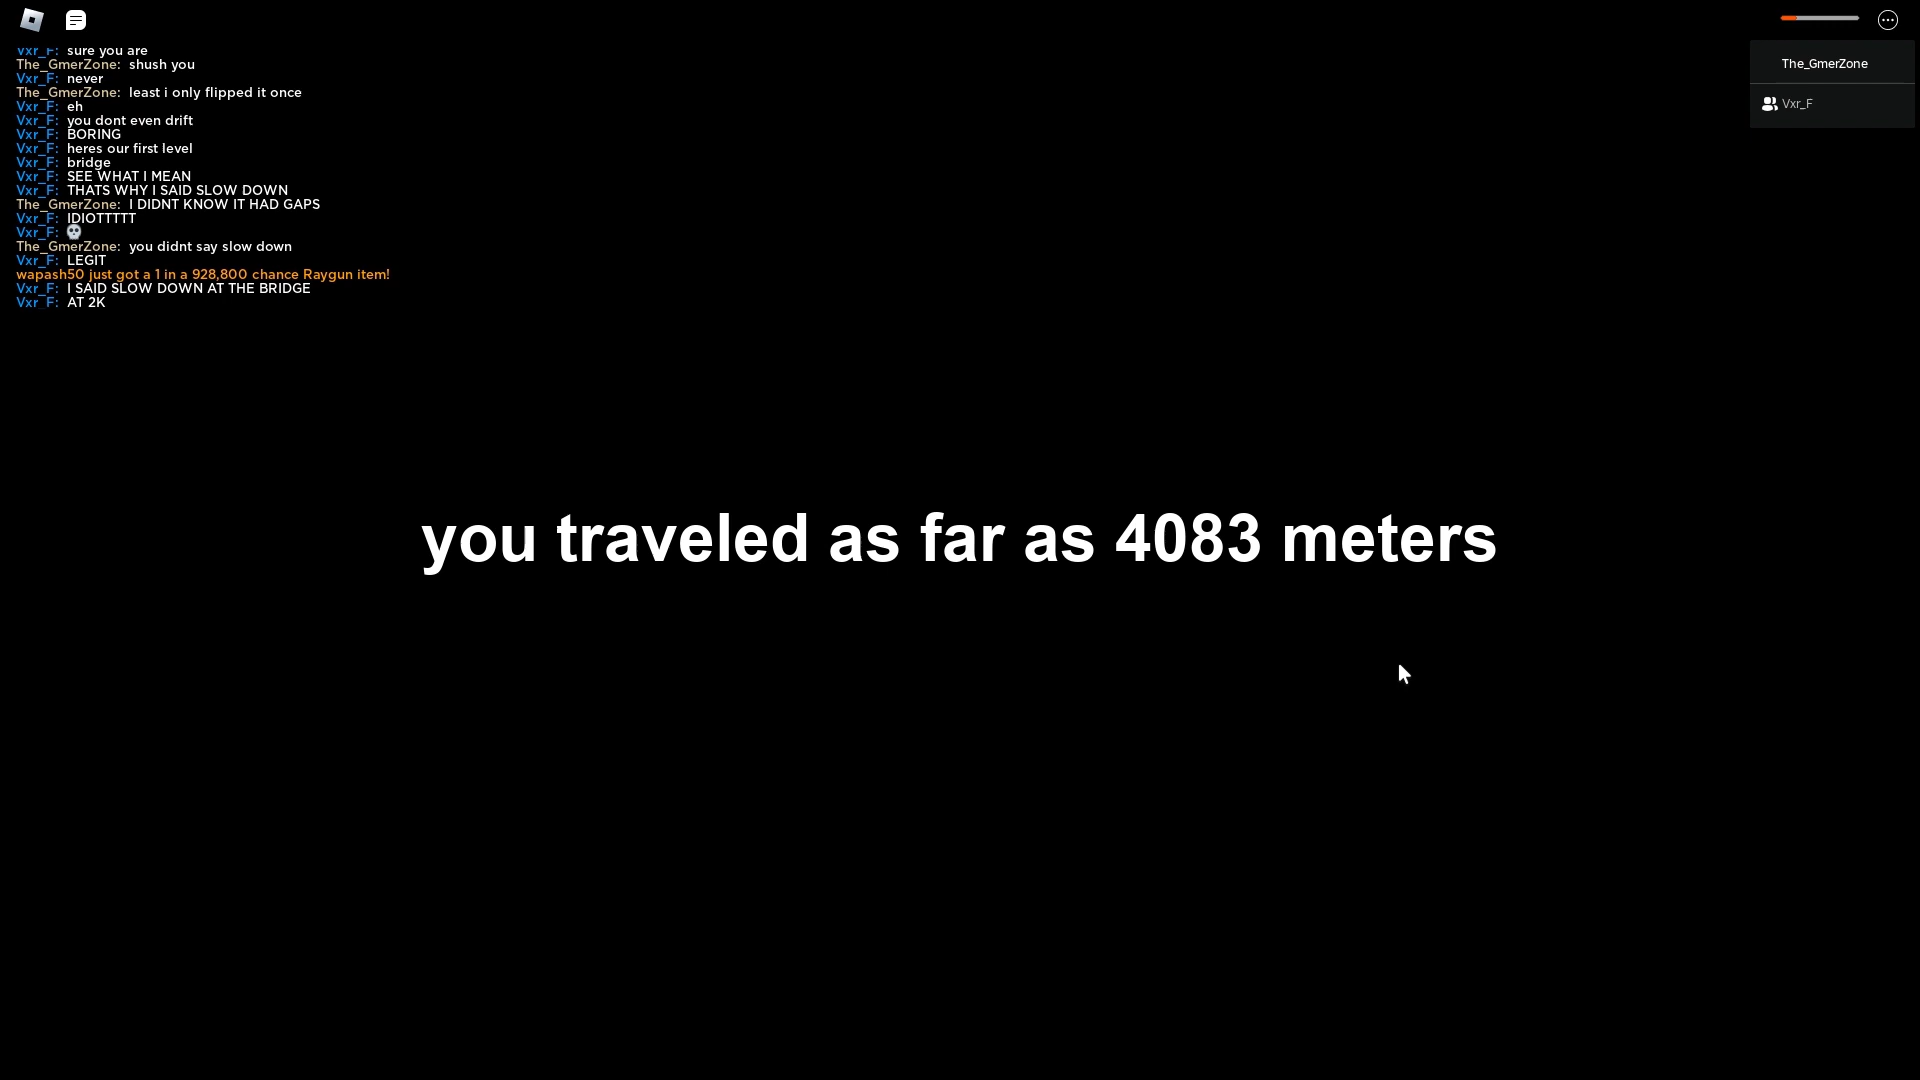 Vxr_F: sure you are
The_GmerZone: shush you
Vxr_F: never
The_GmerZone: least i only flipped it once
Vxr_F: eh
Vxr_F: you dont even drift
Vxr_F: BORING
Vxr_F: heres our first level
Vxr_F: bridge
Vxr_F: SEE WHAT I MEAN
Vxr_F: THATS WHY I SAID SLOW DOWN
The_GmerZone: I DIDNT KNOW IT HAD GAPS
Vxr_F: IDIOTTTTT
Vxr_F: 💀
The_GmerZone: you didnt say slow down
Vxr_F: LEGIT
wapash50 just got a 1 in a 928,800 chance Raygun item!
Vxr_F: I SAID SLOW DOWN AT THE BRIDGE
Vxr_F: AT 2K
The_GmerZone
Vxr_F
you traveled as far as 4083 meters